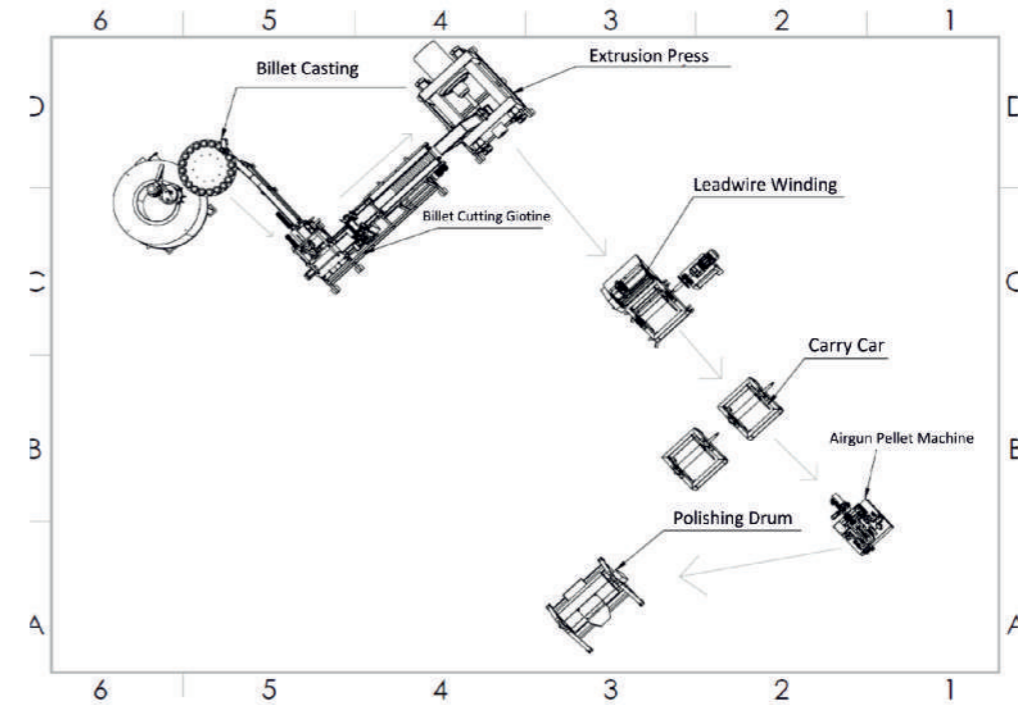 6 5 4 3 2 1
Billet Casting
Extrusion Press
D
D
Leadwire Winding
Billet Cutting Giotine
C
C
Carry Car
Airgun Pellet Machine
B
B
Polishing Drum
A
A
6 5 4 3 2 1